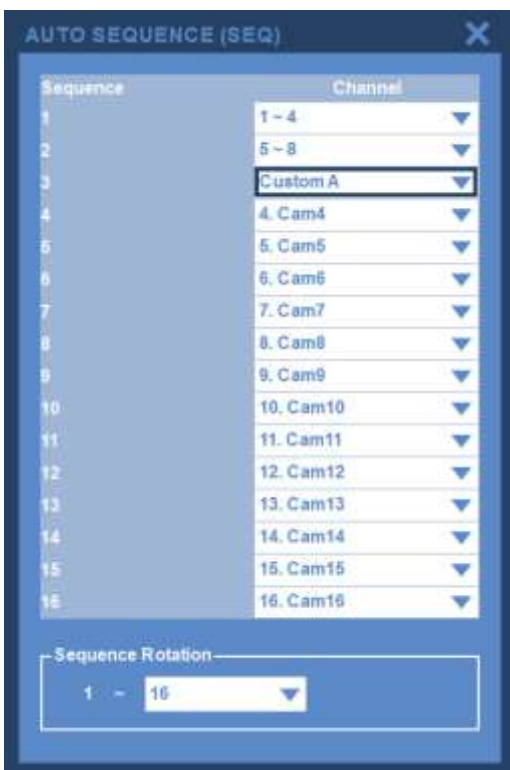 AUTO SEQUENCE (SEQ)
Sequence Channel
1 1 ~ 4
2 5 ~ 8
3 Custom A
4 4. Cam4
5 5. Cam5
6 6. Cam6
7 7. Cam7
8 8. Cam8
9 9. Cam9
10 10. Cam10
11 11. Cam11
12 12. Cam12
13 13. Cam13
14 14. Cam14
15 15. Cam15
16 16. Cam16
Sequence Rotation
1 ~ 16